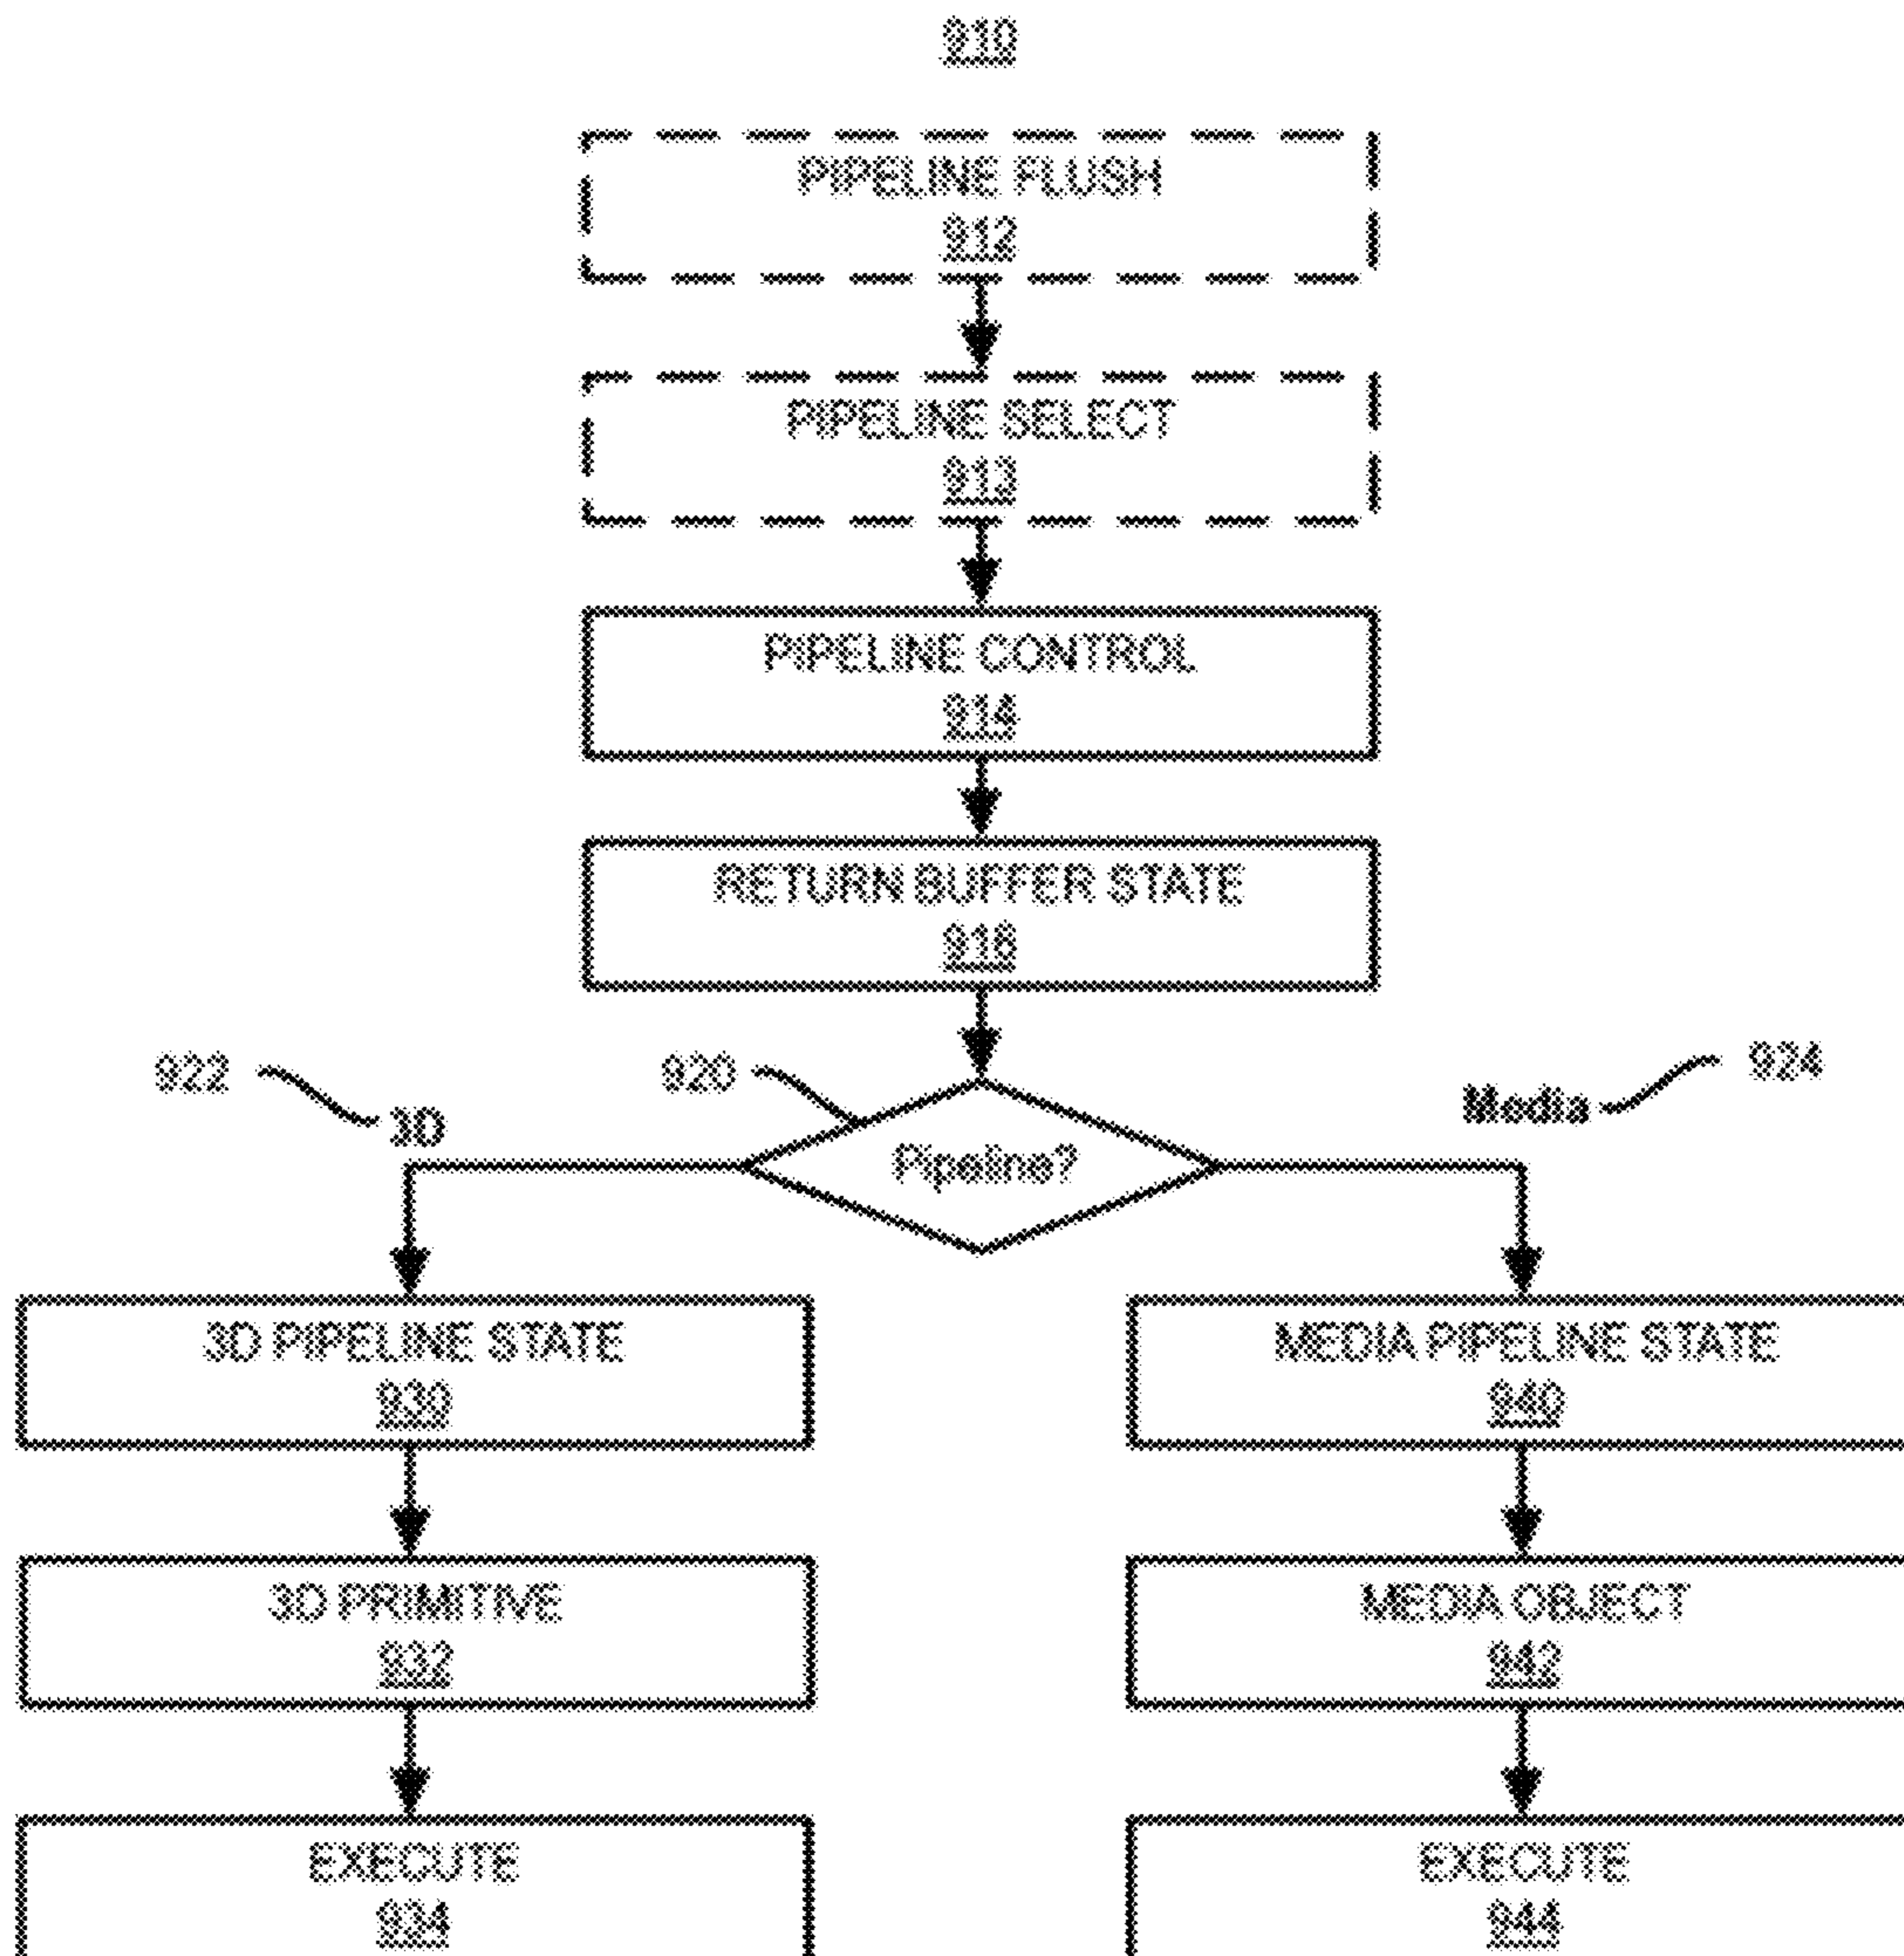 910
PIPELINE FLUSH
912
PIPELINE SELECT
913
PIPELINE CONTROL
914
RETURN BUFFER STATE
916
922
920
924
3D
Media
Pipeline?
3D PIPELINE STATE
930
MEDIA PIPELINE STATE
940
3D PRIMITIVE
932
MEDIA OBJECT
942
EXECUTE
934
EXECUTE
944